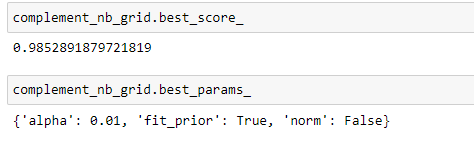 complement_nb_grid.best_score_
0.9852891879721819
complement_nb_grid.best_params_
{'alpha': 0.01, 'fit_prior': True, 'norm': False}